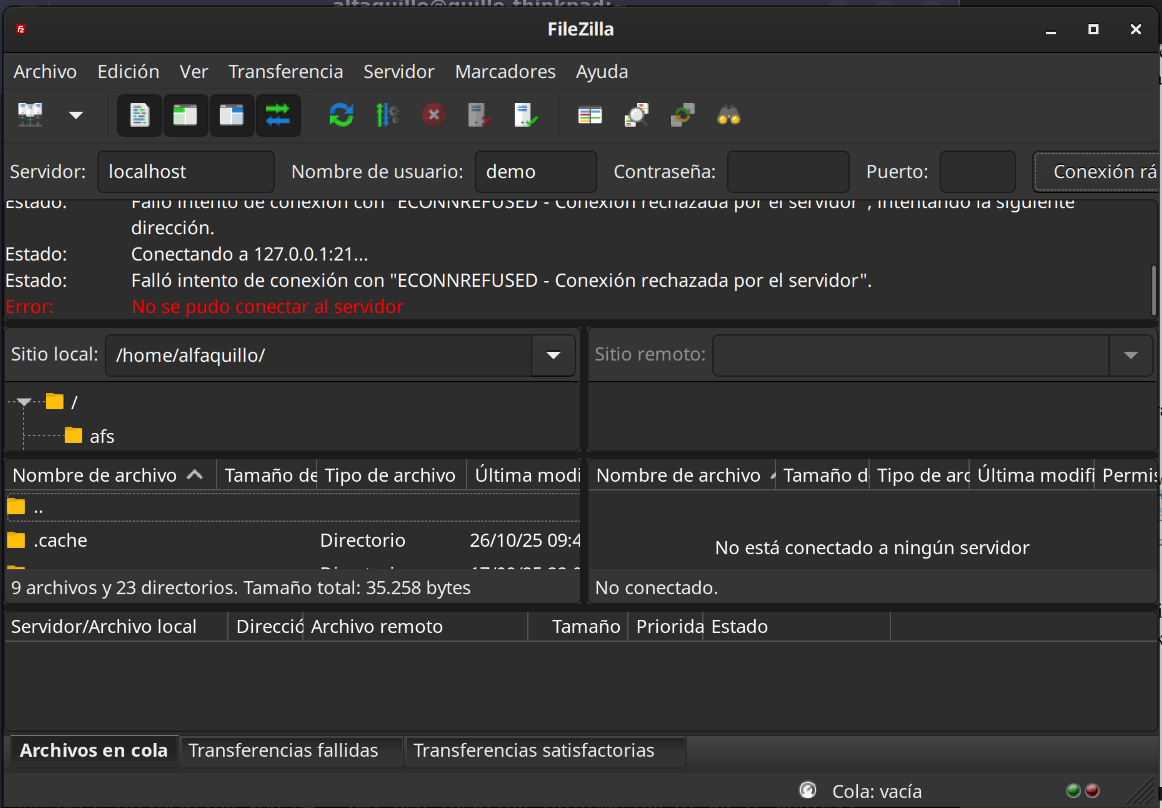 FileZilla
Archivo Edición Ver Transferencia Servidor Marcadores Ayuda
Servidor: localhost Nombre de usuario: demo Contraseña: Puerto: Conexión rá
Estado: Falló intento de conexión con "ECONNREFUSED - Conexión rechazada por el servidor", intentando la siguiente
dirección.
Estado: Conectando a 127.0.0.1:21...
Estado: Falló intento de conexión con "ECONNREFUSED - Conexión rechazada por el servidor".
Error: No se pudo conectar al servidor
Sitio local: /home/alfaquillo/ Sitio remoto:
/
afs
Nombre de archivo Tamaño de Tipo de archivo Última modi Nombre de archivo Tamaño d Tipo de arc Última modifi Permis
..
.cache Directorio 26/10/25 09:4
No está conectado a ningún servidor
9 archivos y 23 directorios. Tamaño total: 35.258 bytes No conectado.
Servidor/Archivo local Direcció Archivo remoto Tamaño Priorida Estado
Archivos en cola Transferencias fallidas Transferencias satisfactorias
Cola: vacía